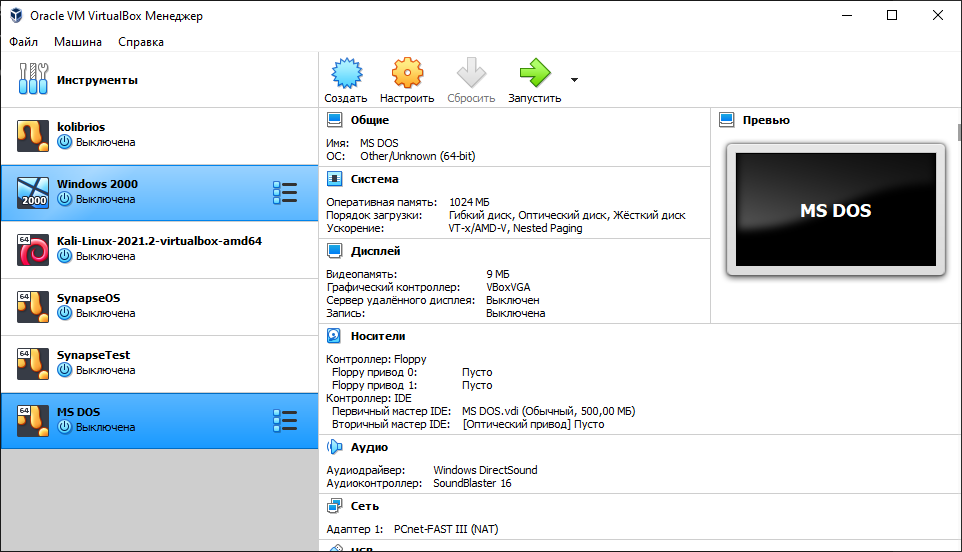 Oracle VM VirtualBox Менеджер
Файл Машина Справка
Инструменты
Создать Настроить Сбросить Запустить
kolibrios
Выключена
2000
Windows 2000
Выключена
64
Kali-Linux-2021.2-virtualbox-amd64
Выключена
64
SynapseOS
Выключена
64
SynapseTest
Выключена
64
MS DOS
Выключена
Общие
Имя: MS DOS
ОС: Other/Unknown (64-bit)
Система
Оперативная память: 1024 МБ
Порядок загрузки: Гибкий диск, Оптический диск, Жёсткий диск
Ускорение: VT-x/AMD-V, Nested Paging
Дисплей
Видеопамять: 9 МБ
Графический контроллер: VBoxVGA
Сервер удалённого дисплея: Выключен
Запись: Выключена
Превью
MS DOS
Носители
Контроллер: Floppy
Floppy привод 0: Пусто
Floppy привод 1: Пусто
Контроллер: IDE
Первичный мастер IDE: MS DOS.vdi (Обычный, 500,00 МБ)
Вторичный мастер IDE: [Оптический привод] Пусто
Аудио
Аудиодрайвер: Windows DirectSound
Аудиоконтроллер: SoundBlaster 16
Сеть
Адаптер 1: PCnet-FAST III (NAT)
USB